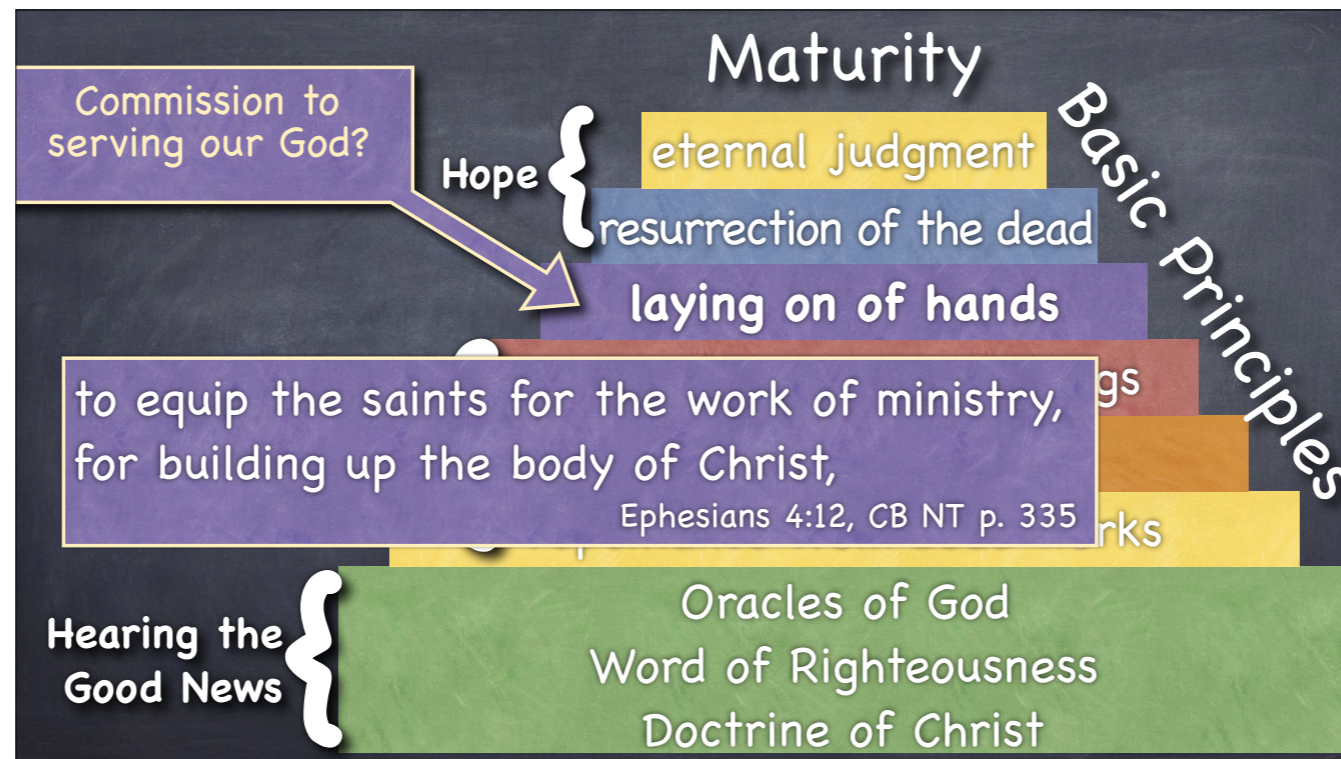 Maturity
Basic Principles
Commission to
serving our God?
Hope
eternal judgment
resurrection of the dead
laying on of hands
to equip the saints for the work of ministry,
for building up the body of Christ,
Ephesians 4:12, CB NT p. 335
Hearing the
Good News
Oracles of God
Word of Righteousness
Doctrine of Christ